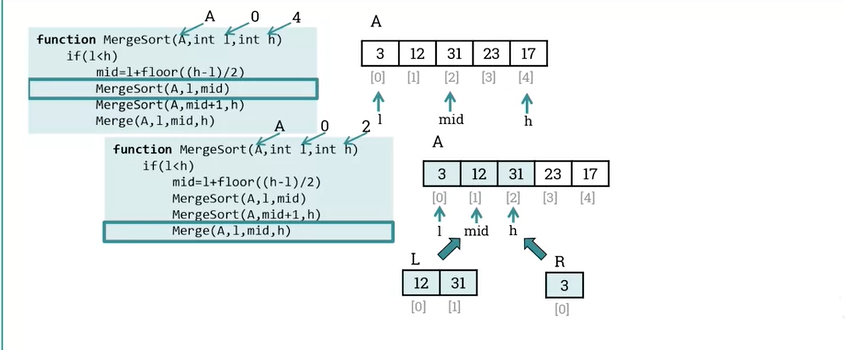 A 0 4
function MergeSort(A,int l,int h)
if(l<h)
mid=l+floor((h-l)/2)
MergeSort(A,l,mid)
MergeSort(A,mid+1,h)
Merge(A,l,mid,h)
A
3 12 31 23 17
[0] [1] [2] [3] [4]
l mid h
A 0 2
function MergeSort(A,int l,int h)
if(l<h)
mid=l+floor((h-l)/2)
MergeSort(A,l,mid)
MergeSort(A,mid+1,h)
Merge(A,l,mid,h)
A
3 12 31 23 17
[0] [1] [2] [3] [4]
l mid h
L
12 31
[0] [1]
R
3
[0]